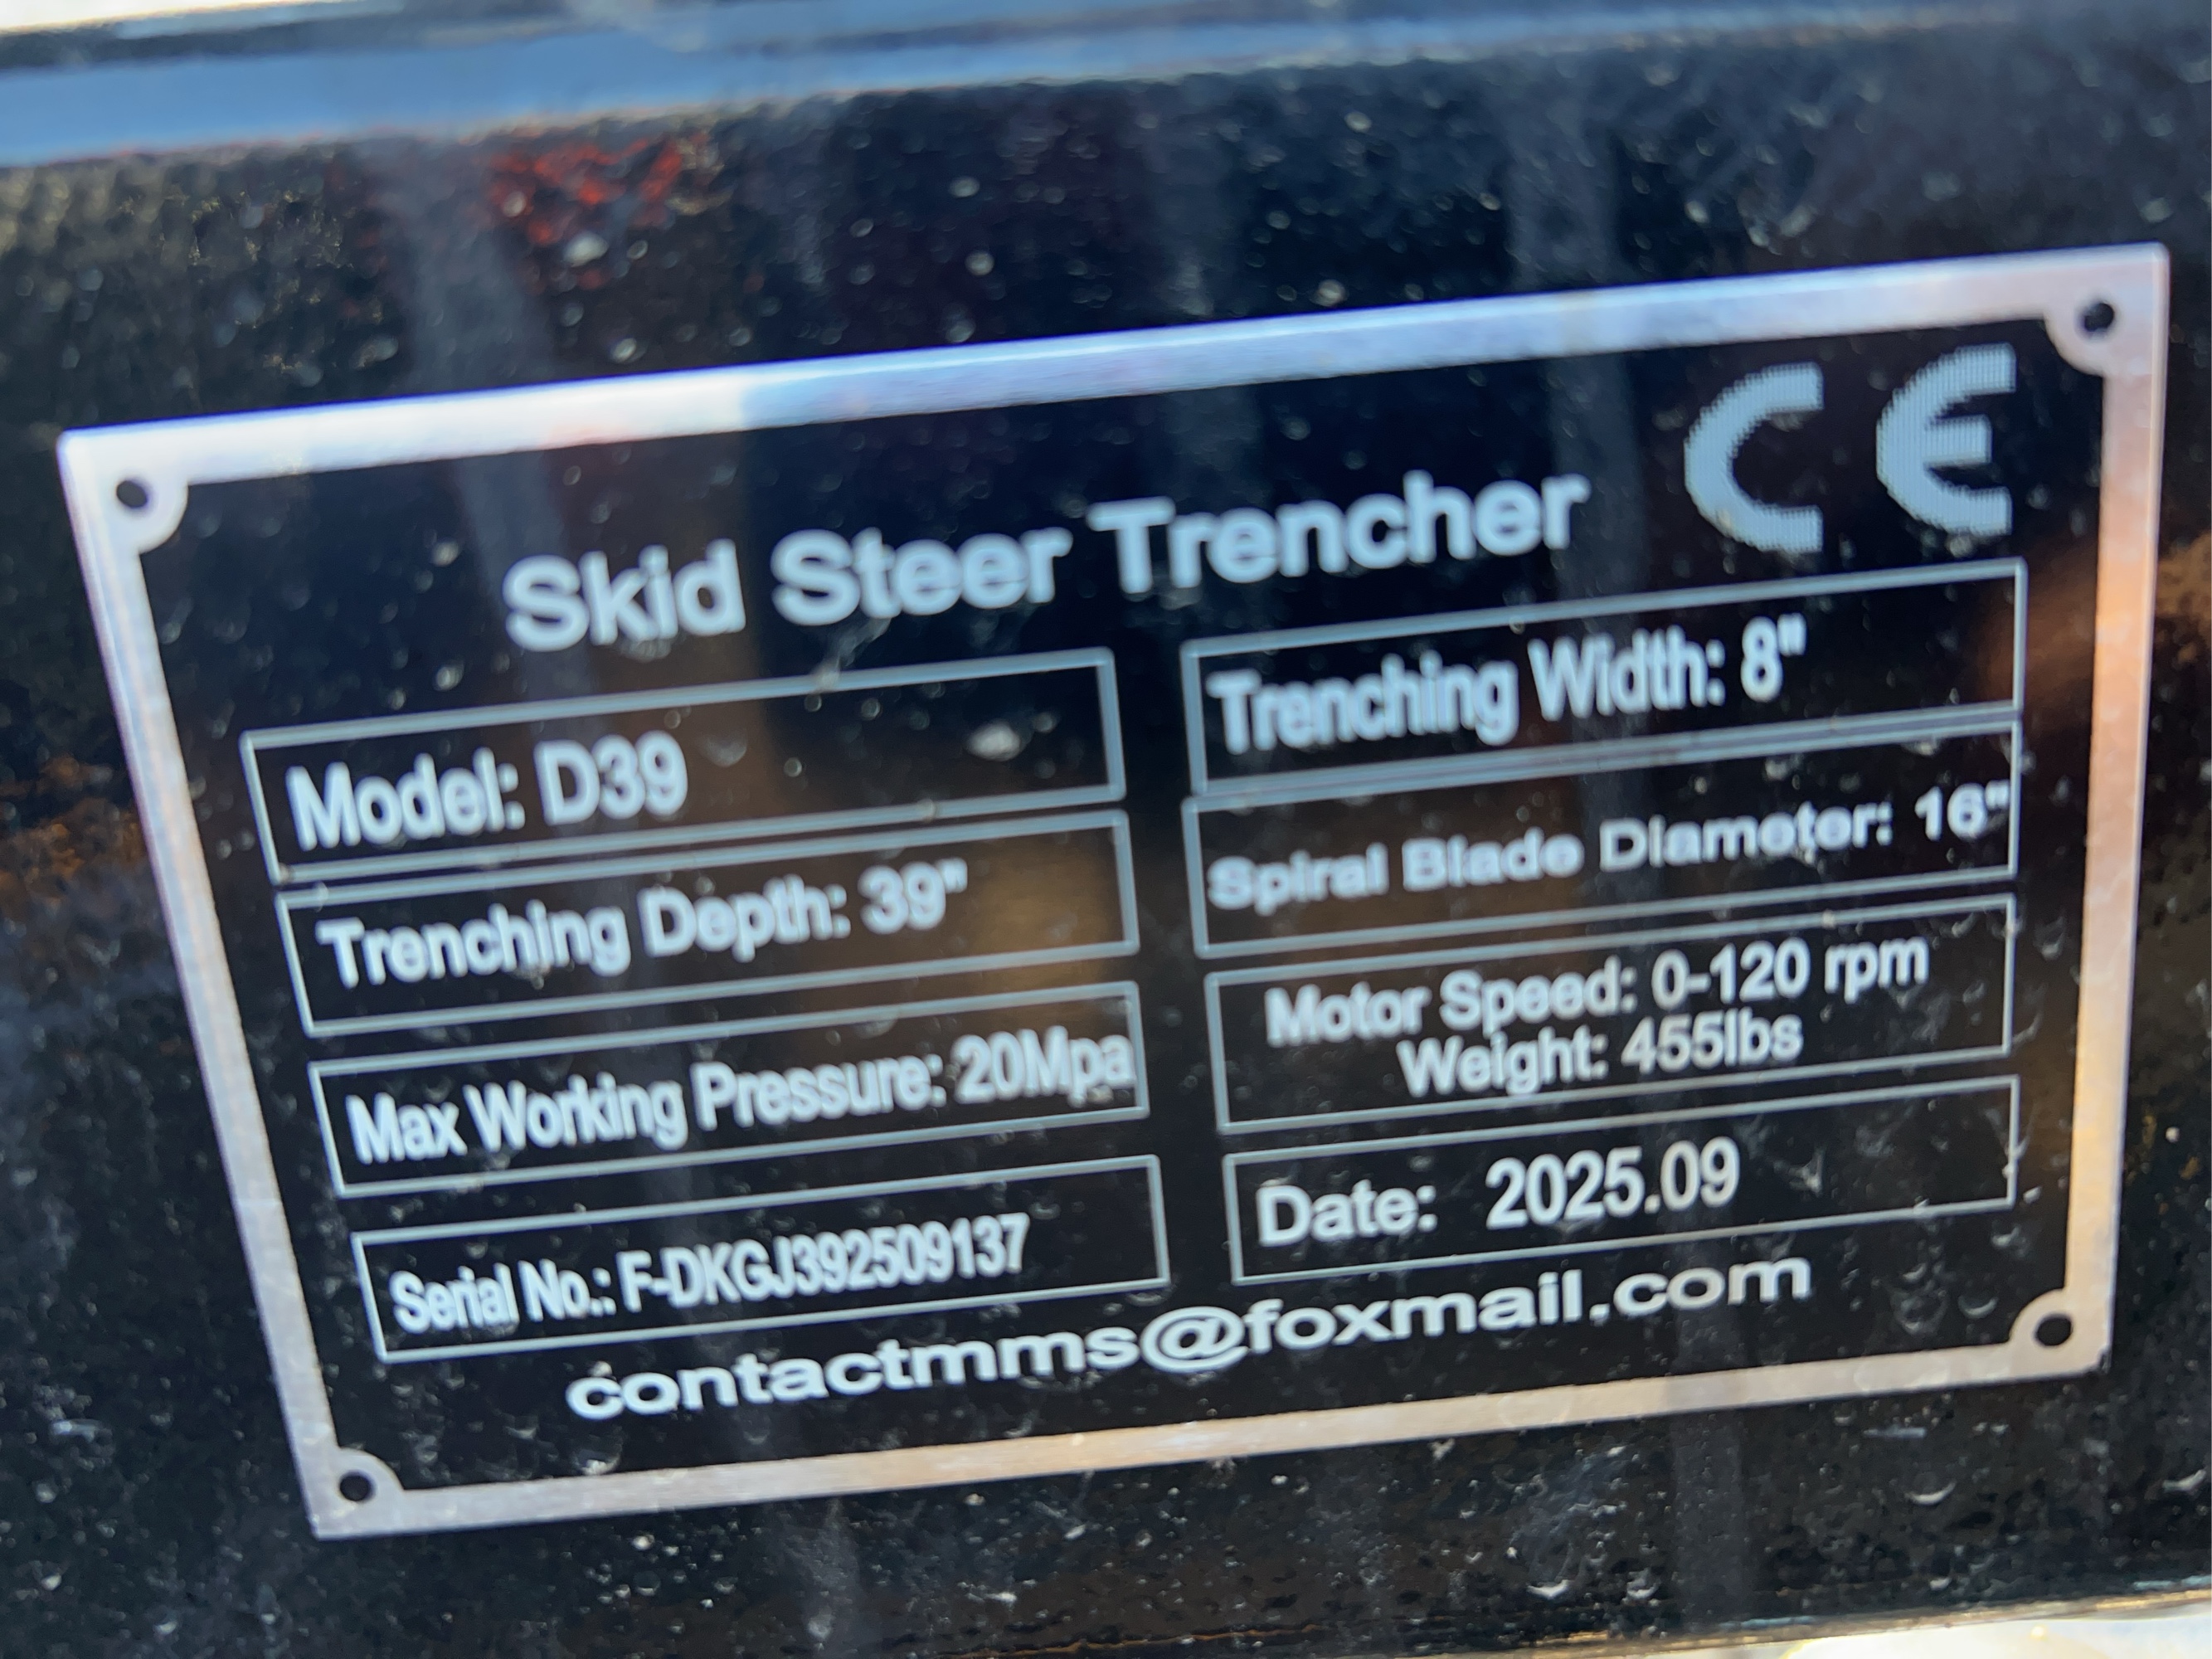 CE
Skid Steer Trencher
Model: D39
Trenching Width: 8"
Trenching Depth: 39"
Spiral Blade Diameter: 16"
Max Working Pressure: 20Mpa
Motor Speed: 0-120 rpm
Weight: 455lbs
Serial No.: F-DKGJ392509137
Date: 2025.09
contactmms@foxmail.com